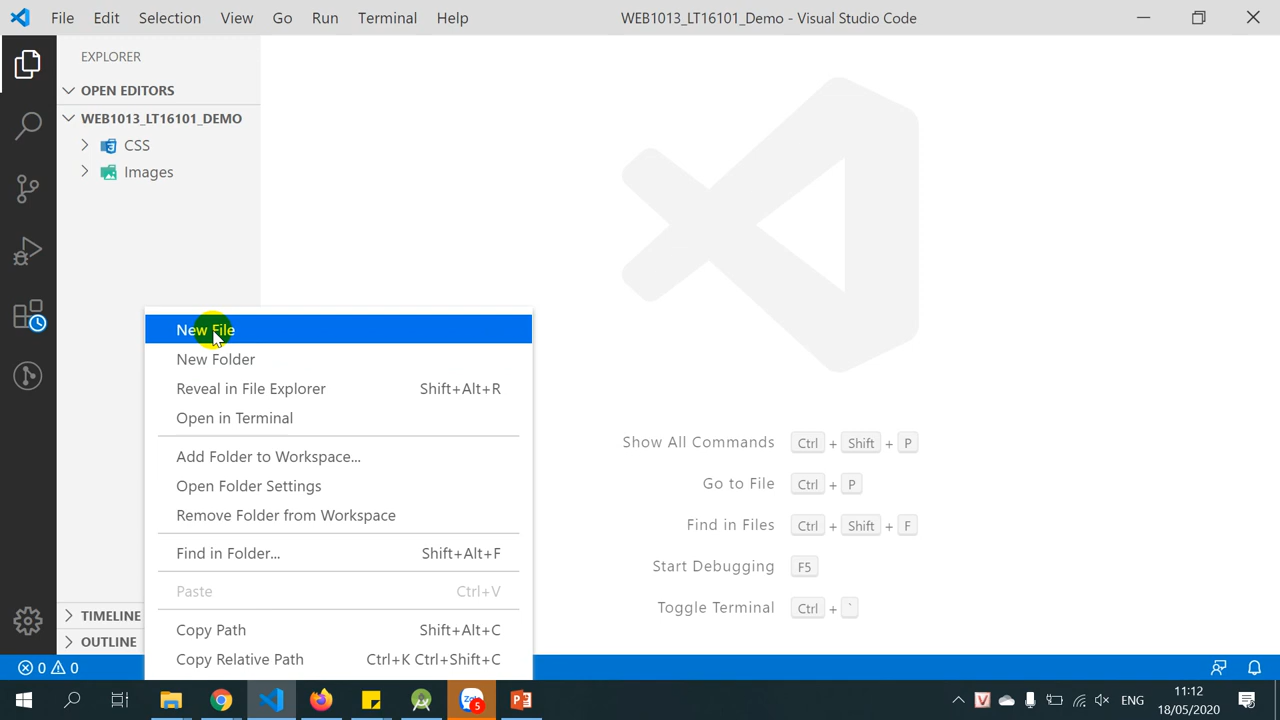 File Edit Selection View Go Run Terminal Help WEB1013_LT16101_Demo - Visual Studio Code
EXPLORER
OPEN EDITORS
WEB1013_LT16101_DEMO
CSS
Images
New File
New Folder
Reveal in File Explorer Shift+Alt+R
Open in Terminal
Add Folder to Workspace...
Open Folder Settings
Remove Folder from Workspace
Find in Folder... Shift+Alt+F
Paste Ctrl+V
Copy Path Shift+Alt+C
Copy Relative Path Ctrl+K Ctrl+Shift+C
Show All Commands Ctrl + Shift + P
Go to File Ctrl + P
Find in Files Ctrl + Shift + F
Start Debugging F5
Toggle Terminal Ctrl + `
TIMELINE
OUTLINE
0 0
5
V
ENG
11:12
18/05/2020